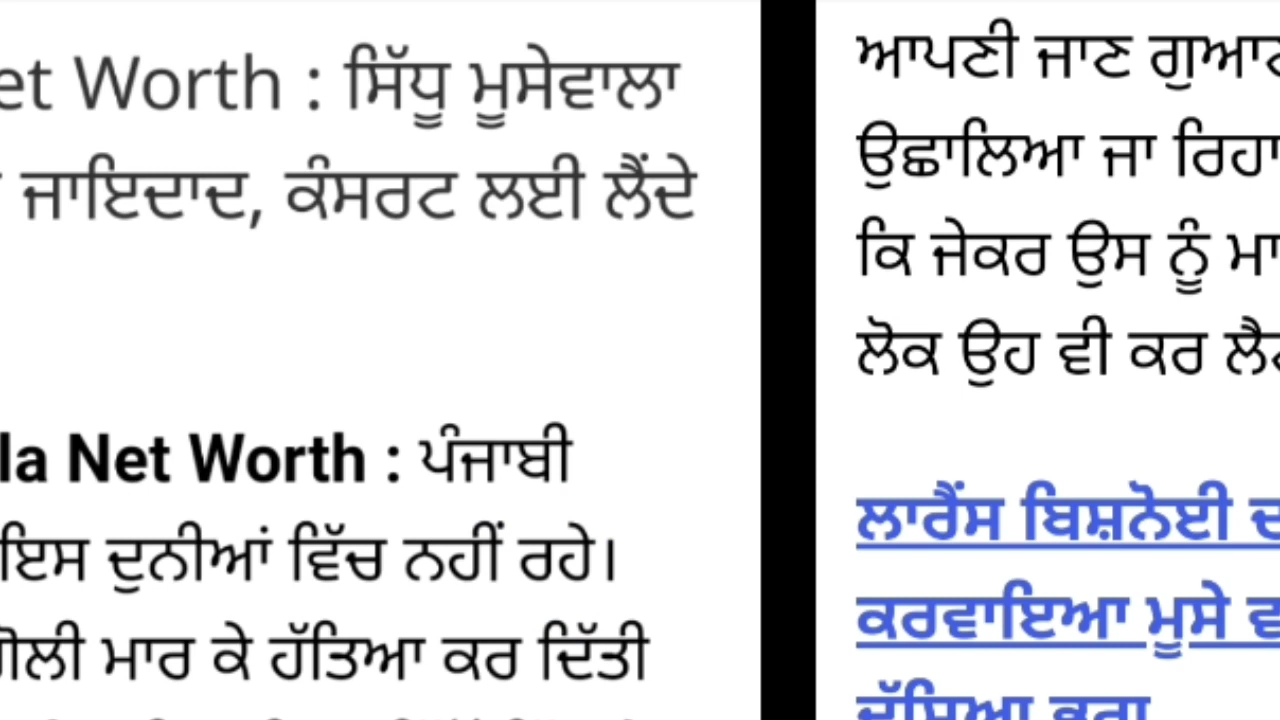 et Worth : ਸਿੱਧੂ ਮੂਸੇਵਾਲਾ
ਜਾਇਦਾਦ, ਕੰਸਰਟ ਲਈ ਲੈਂਦੇ
la Net Worth : ਪੰਜਾਬੀ
ਇਸ ਦੁਨੀਆਂ ਵਿੱਚ ਨਹੀਂ ਰਹੇ।
ਗੋਲੀ ਮਾਰ ਕੇ ਹੱਤਿਆ ਕਰ ਦਿੱਤੀ
ਆਪਣੀ ਜਾਣ
ਉਛਾਲਿਆ ਜਾ ਰਿਹਾ
ਕਿ ਜੇਕਰ ਉਸ ਨੂੰ
ਲੋਕ ਉਹ ਵੀ ਕਰ
ਲਾਰੈਂਸ ਬਿਸ਼ਨੋਈ
ਕਰਵਾਇਆ ਮੂਸੇ